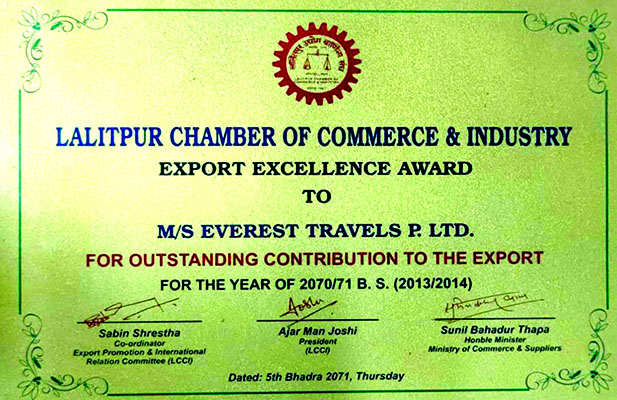 LALITPUR CHAMBER OF COMMERCE & INDUSTRY
EXPORT EXCELLENCE AWARD
TO
M/S EVEREST TRAVELS P. LTD.
FOR OUTSTANDING CONTRIBUTION TO THE EXPORT
FOR THE YEAR OF 2070/71 B. S. (2013/2014)
Sabin Shrestha
Co-ordinator
Export Promotion & International
Relation Committee (LCCI)
Ajar Man Joshi
President
(LCCI)
Sunil Bahadur Thapa
Honble Minister
Ministry of Commerce & Suppliers
Dated: 5th Bhadra 2071, Thursday